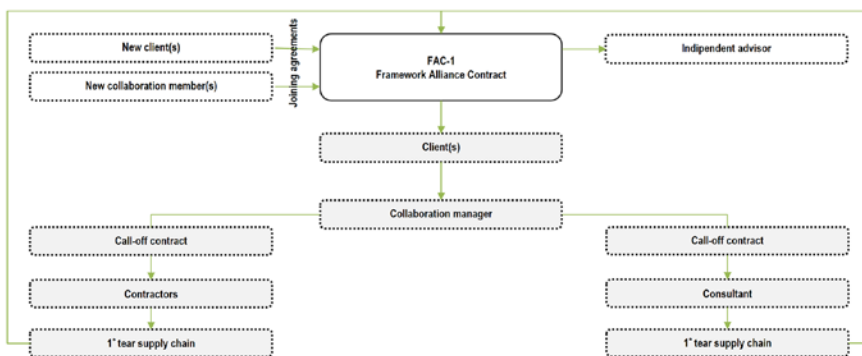 New client(s)
New collaboration member(s)
Joining agreements
FAC-1
Framework Alliance Contract
Indipendent advisor
Client(s)
Collaboration manager
Call-off contract
Call-off contract
Contractors
Consultant
1° tear supply chain
1° tear supply chain